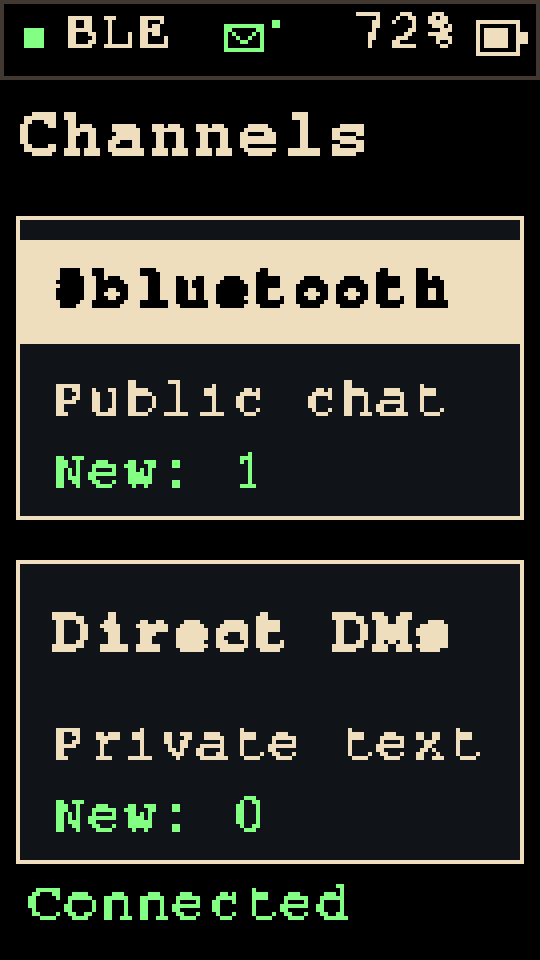 BLE 72%
Channels
#bluetooth
Public chat
New: 1
Direct DMs
Private text
New: 0
Connected